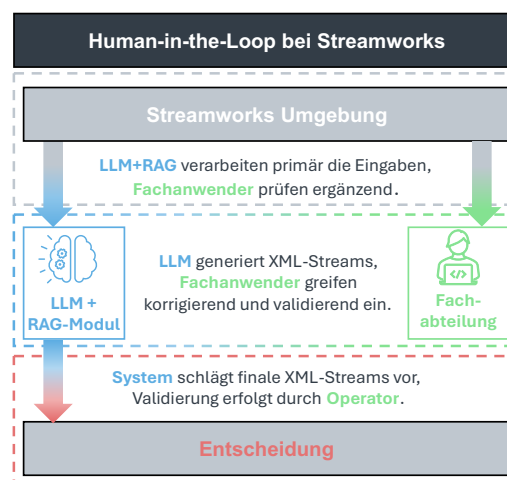 Human-in-the-Loop bei Streamworks
Streamworks Umgebung
LLM+RAG verarbeiten primär die Eingaben,
Fachanwender prüfen ergänzend.
LLM +
RAG-Modul
LLM generiert XML-Streams,
Fachanwender greifen
korrigierend und validierend ein.
</>
Fach-
abteilung
System schlägt finale XML-Streams vor,
Validierung erfolgt durch Operator.
Entscheidung